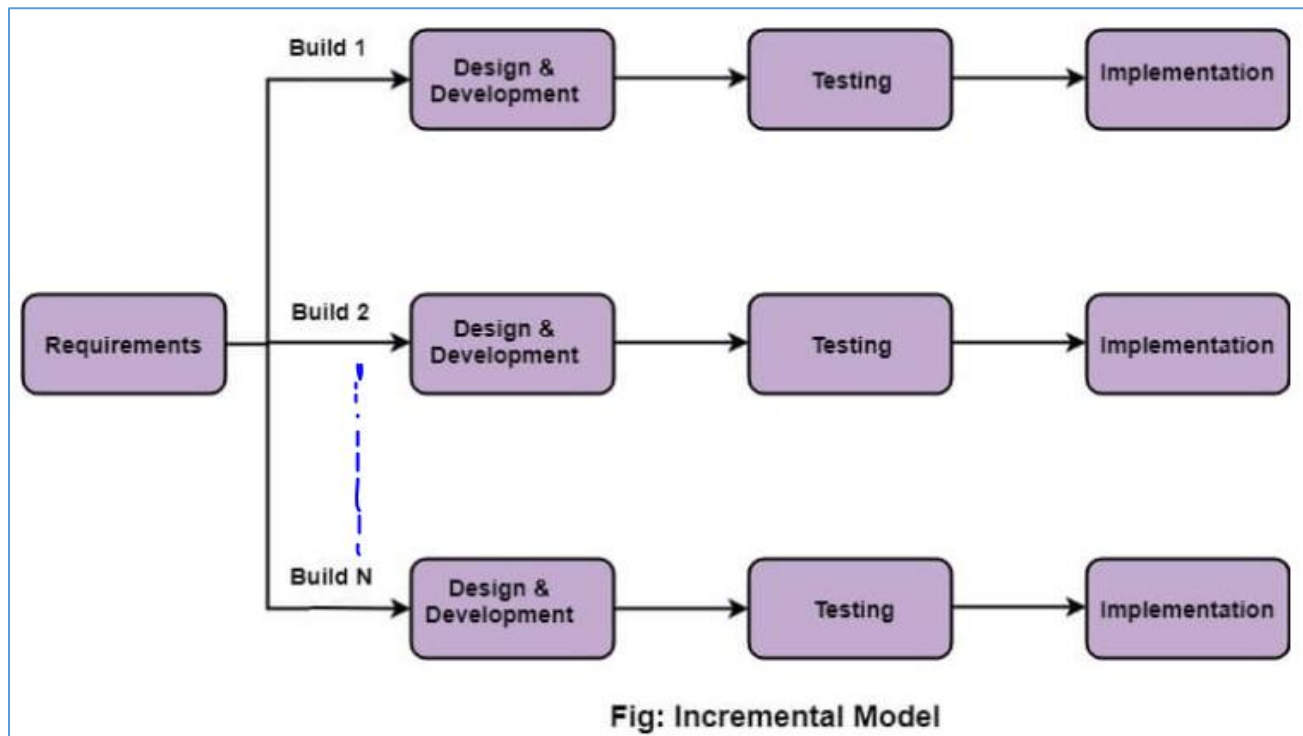 Build 1
Design &
Development
Testing
Implementation
Requirements
Build 2
Design &
Development
Testing
Implementation
Build N
Design &
Development
Testing
Implementation
Fig: Incremental Model